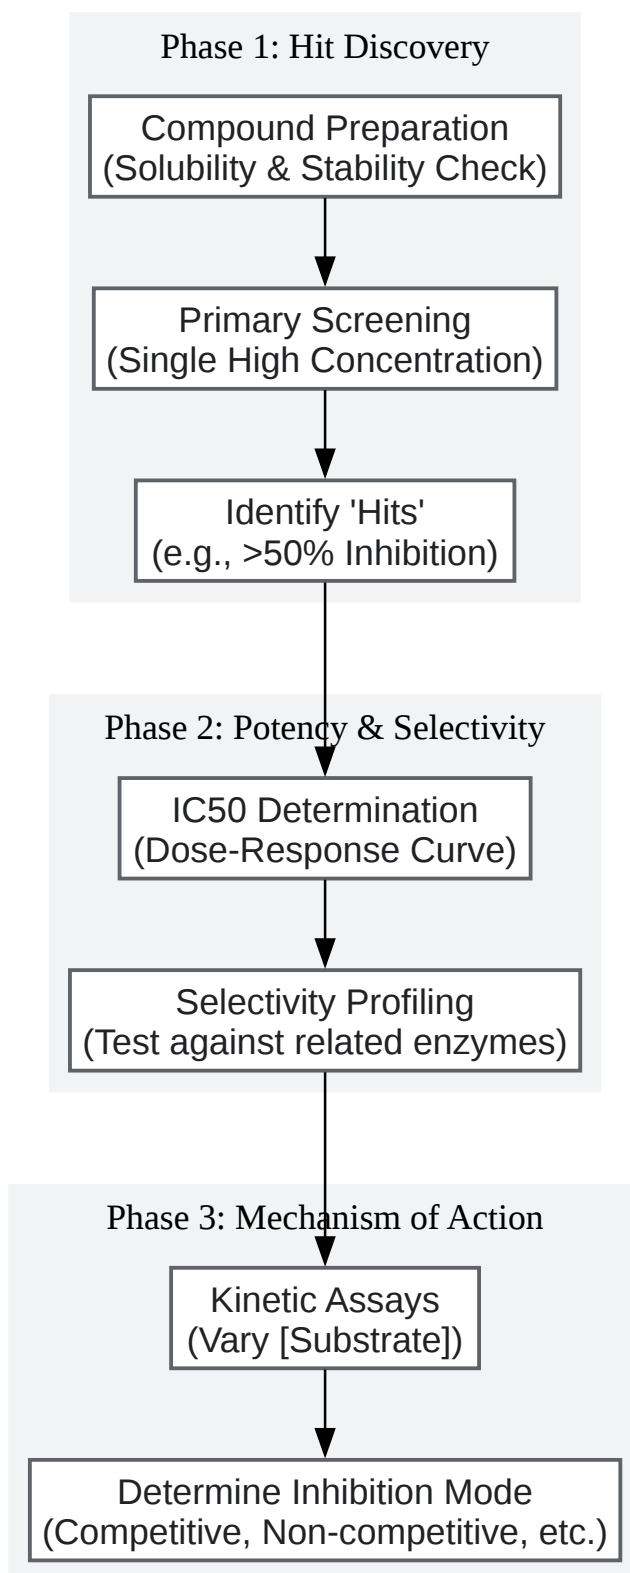 Phase 1: Hit Discovery
Compound Preparation
(Solubility & Stability Check)
Primary Screening
(Single High Concentration)
Identify 'Hits'
(e.g., >50% Inhibition)
Phase 2: Potency & Selectivity
IC50 Determination
(Dose-Response Curve)
Selectivity Profiling
(Test against related enzymes)
Phase 3: Mechanism of Action
Kinetic Assays
(Vary [Substrate])
Determine Inhibition Mode
(Competitive, Non-competitive, etc.)